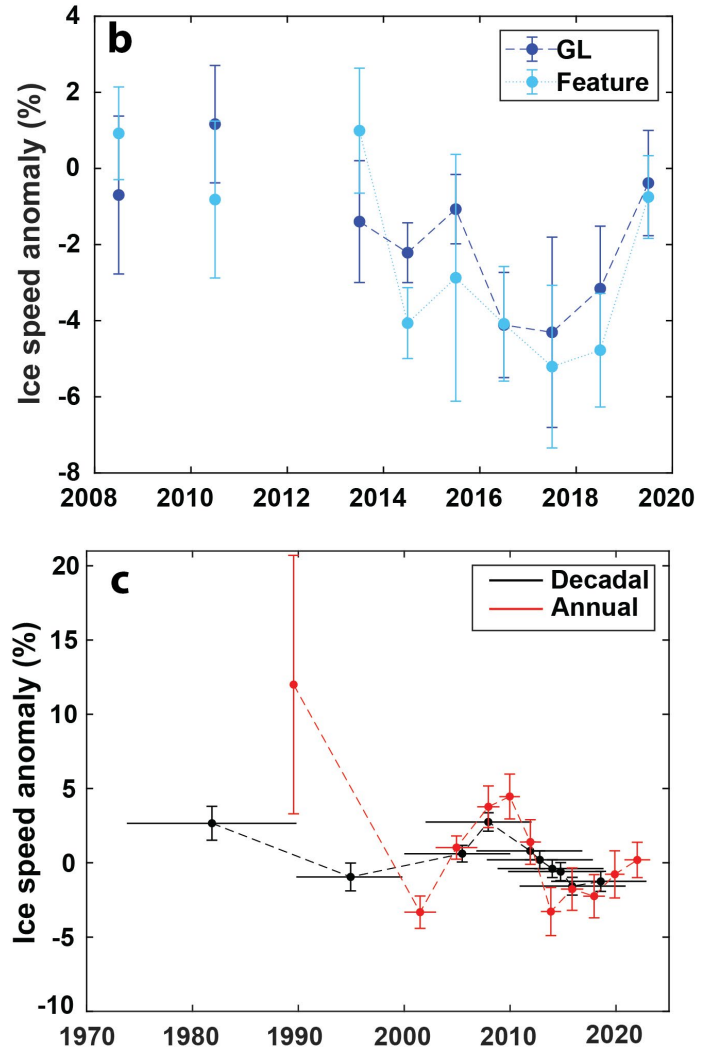 b
GL
Feature
Ice speed anomaly (%)
4
2
0
-2
-4
-6
-8
2008 2010 2012 2014 2016 2018 2020
c
Decadal
Annual
Ice speed anomaly (%)
20
15
10
5
0
-5
-10
1970 1980 1990 2000 2010 2020